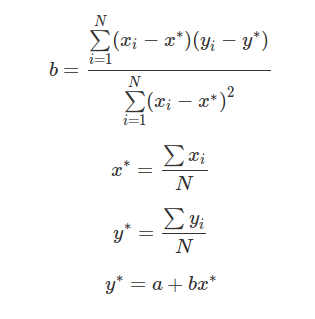 b = \frac{\sum_{i=1}^{N} (x_i - x^*)(y_i - y^*)}{\sum_{i=1}^{N} (x_i - x^*)^2}
x^* = \frac{\sum x_i}{N}
y^* = \frac{\sum y_i}{N}
y^* = a + bx^*